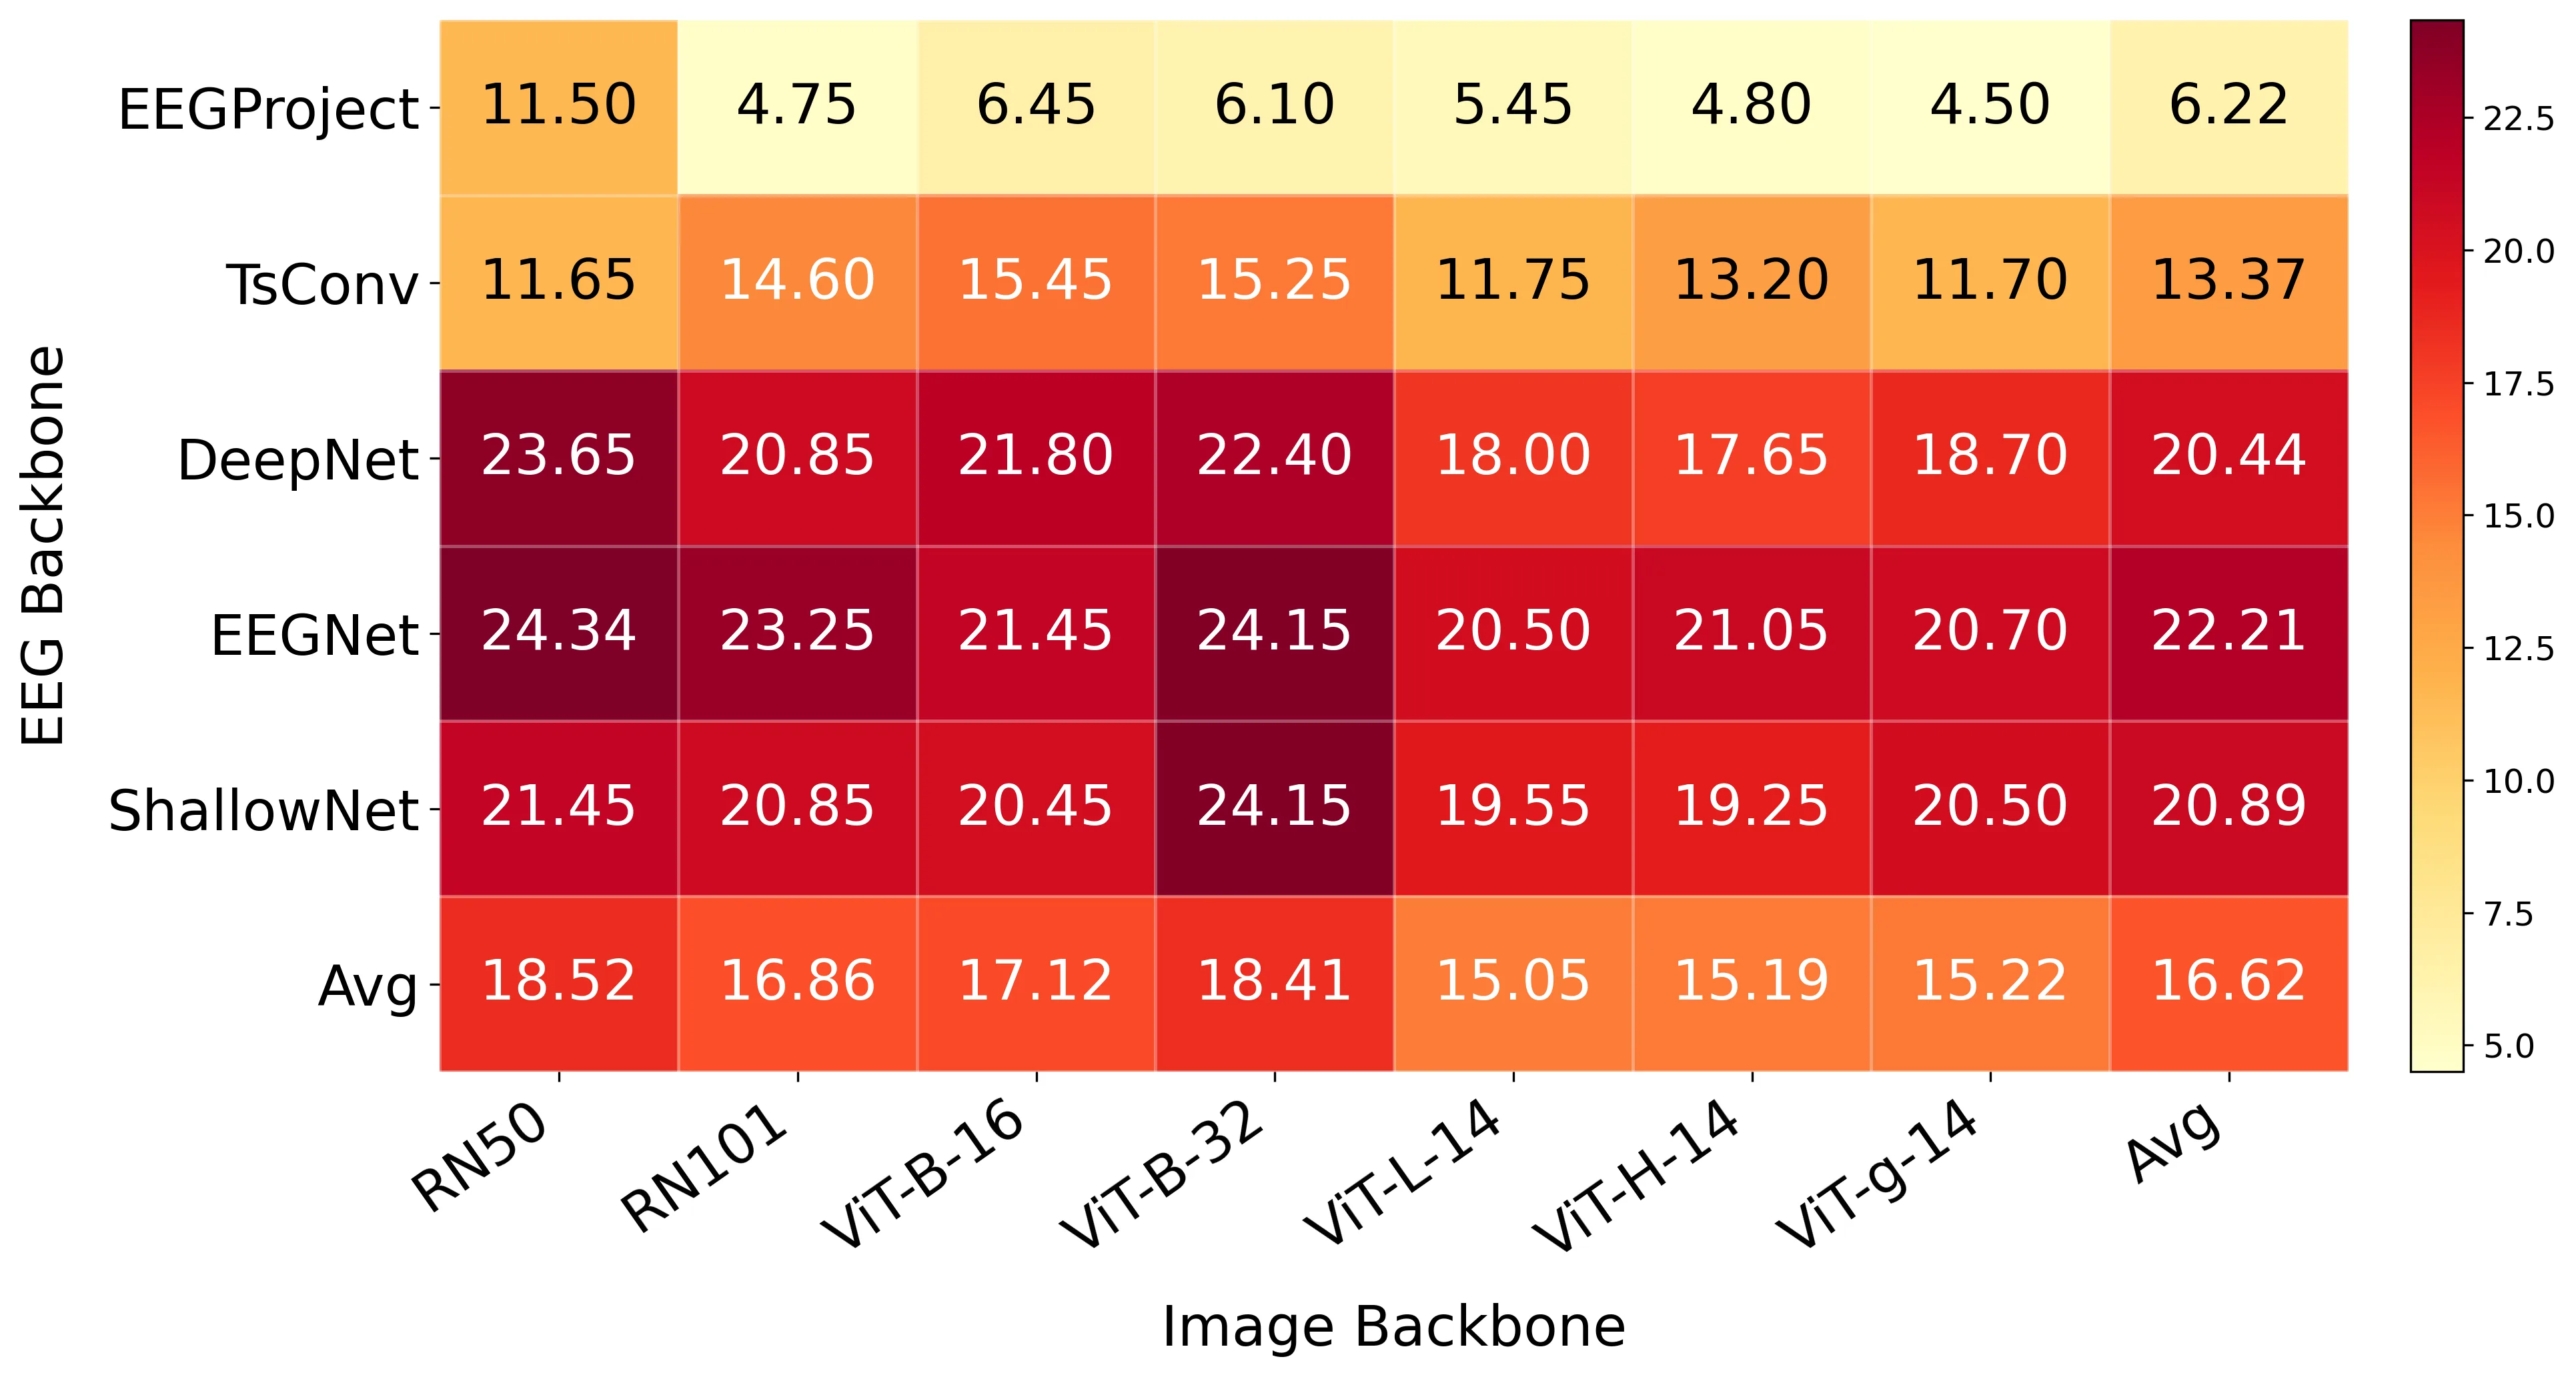 EEG Backbone
EEGProject 11.50 4.75 6.45 6.10 5.45 4.80 4.50 6.22
TsConv 11.65 14.60 15.45 15.25 11.75 13.20 11.70 13.37
DeepNet 23.65 20.85 21.80 22.40 18.00 17.65 18.70 20.44
EEGNet 24.34 23.25 21.45 24.15 20.50 21.05 20.70 22.21
ShallowNet 21.45 20.85 20.45 24.15 19.55 19.25 20.50 20.89
Avg 18.52 16.86 17.12 18.41 15.05 15.19 15.22 16.62
RN50 RN101 ViT-B-16 ViT-B-32 ViT-L-14 ViT-H-14 ViT-g-14 Avg
Image Backbone
22.5
20.0
17.5
15.0
12.5
10.0
7.5
5.0